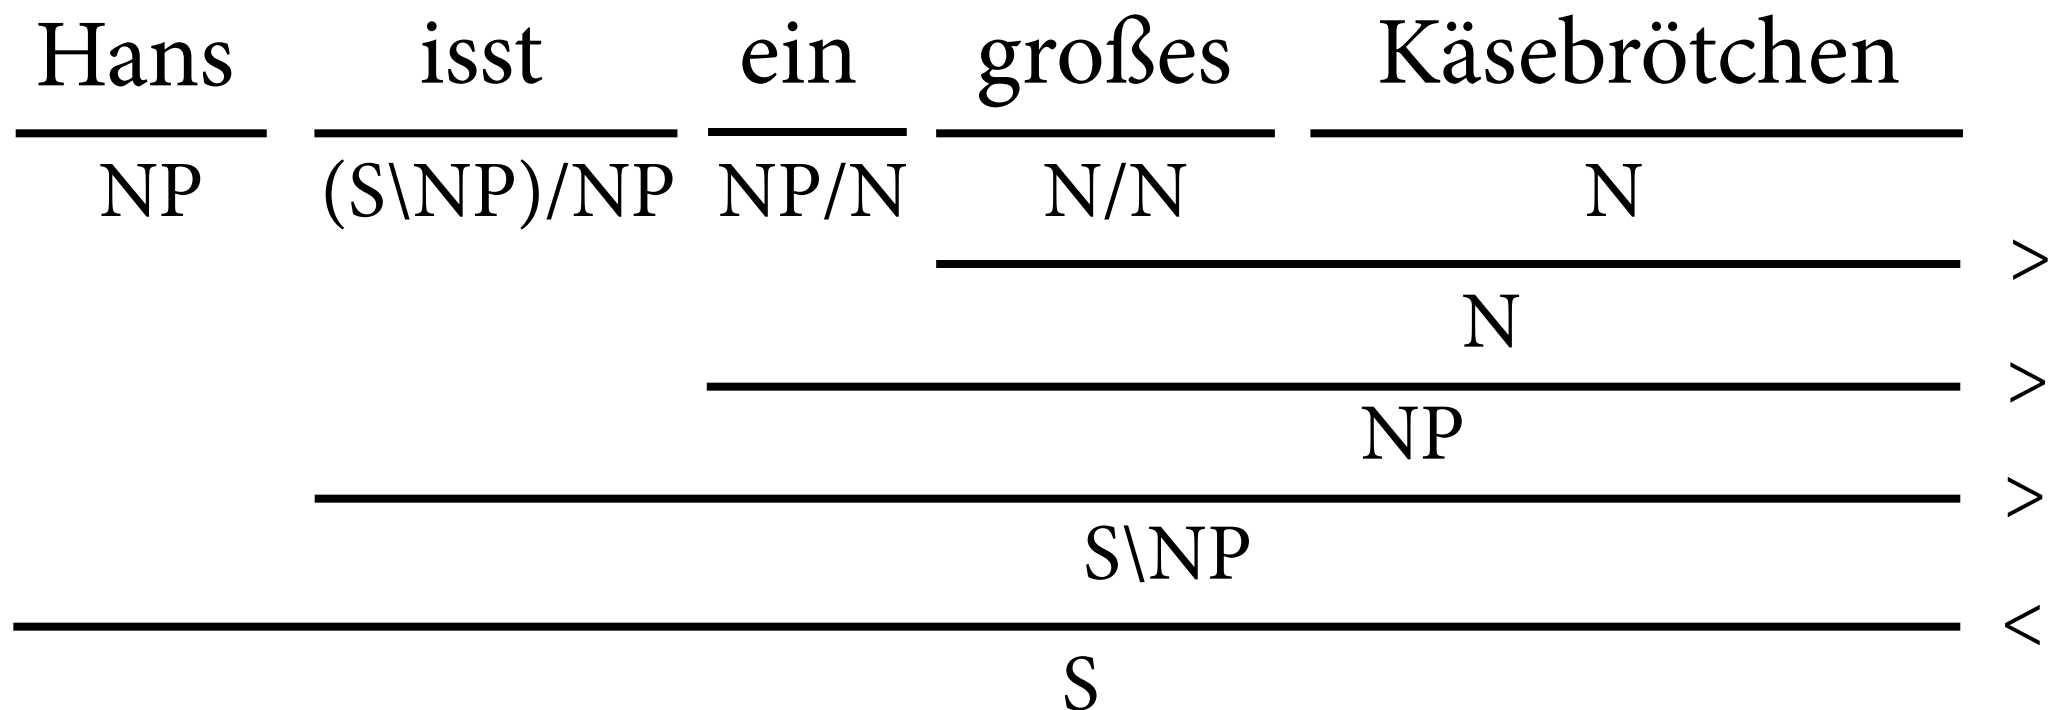 Hans isst ein großes Käsebrötchen
NP (S\NP)/NP NP/N N/N N
>
N
>
NP
>
S\NP
<
S